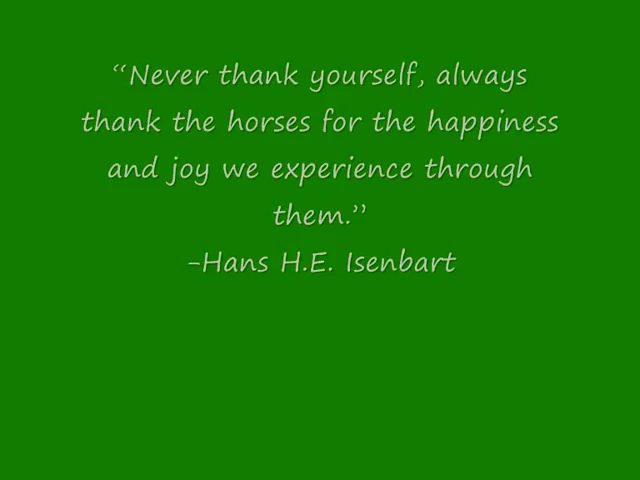 “Never thank yourself, always
thank the horses for the happiness
and joy we experience through
them.”
-Hans H.E. Isenbart